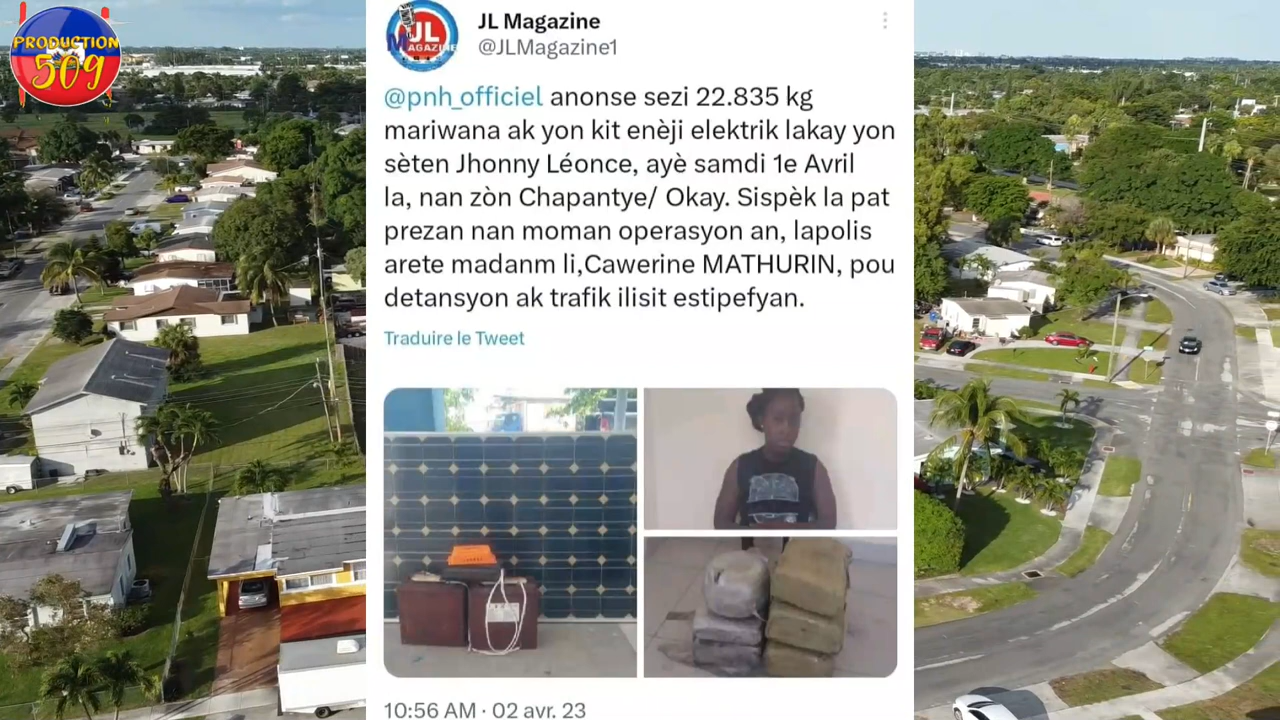 PRODUCTION
509
JL
MAGAZINE
JL Magazine
@JLMagazine1
@pnh_officiel anonse sezi 22.835 kg
mariwana ak yon kit enèji elektrik lakay yon
sèten Jhonny Léonce, ayè samdi 1e Avril
la, nan zòn Chapantye/ Okay. Sispèk la pat
prezan nan moman operasyon an, lapolis
arete madanm li,Cawerine MATHURIN, pou
detansyon ak trafik ilisit estipefyan.
Traduire le Tweet
10:56 AM · 02 avr. 23